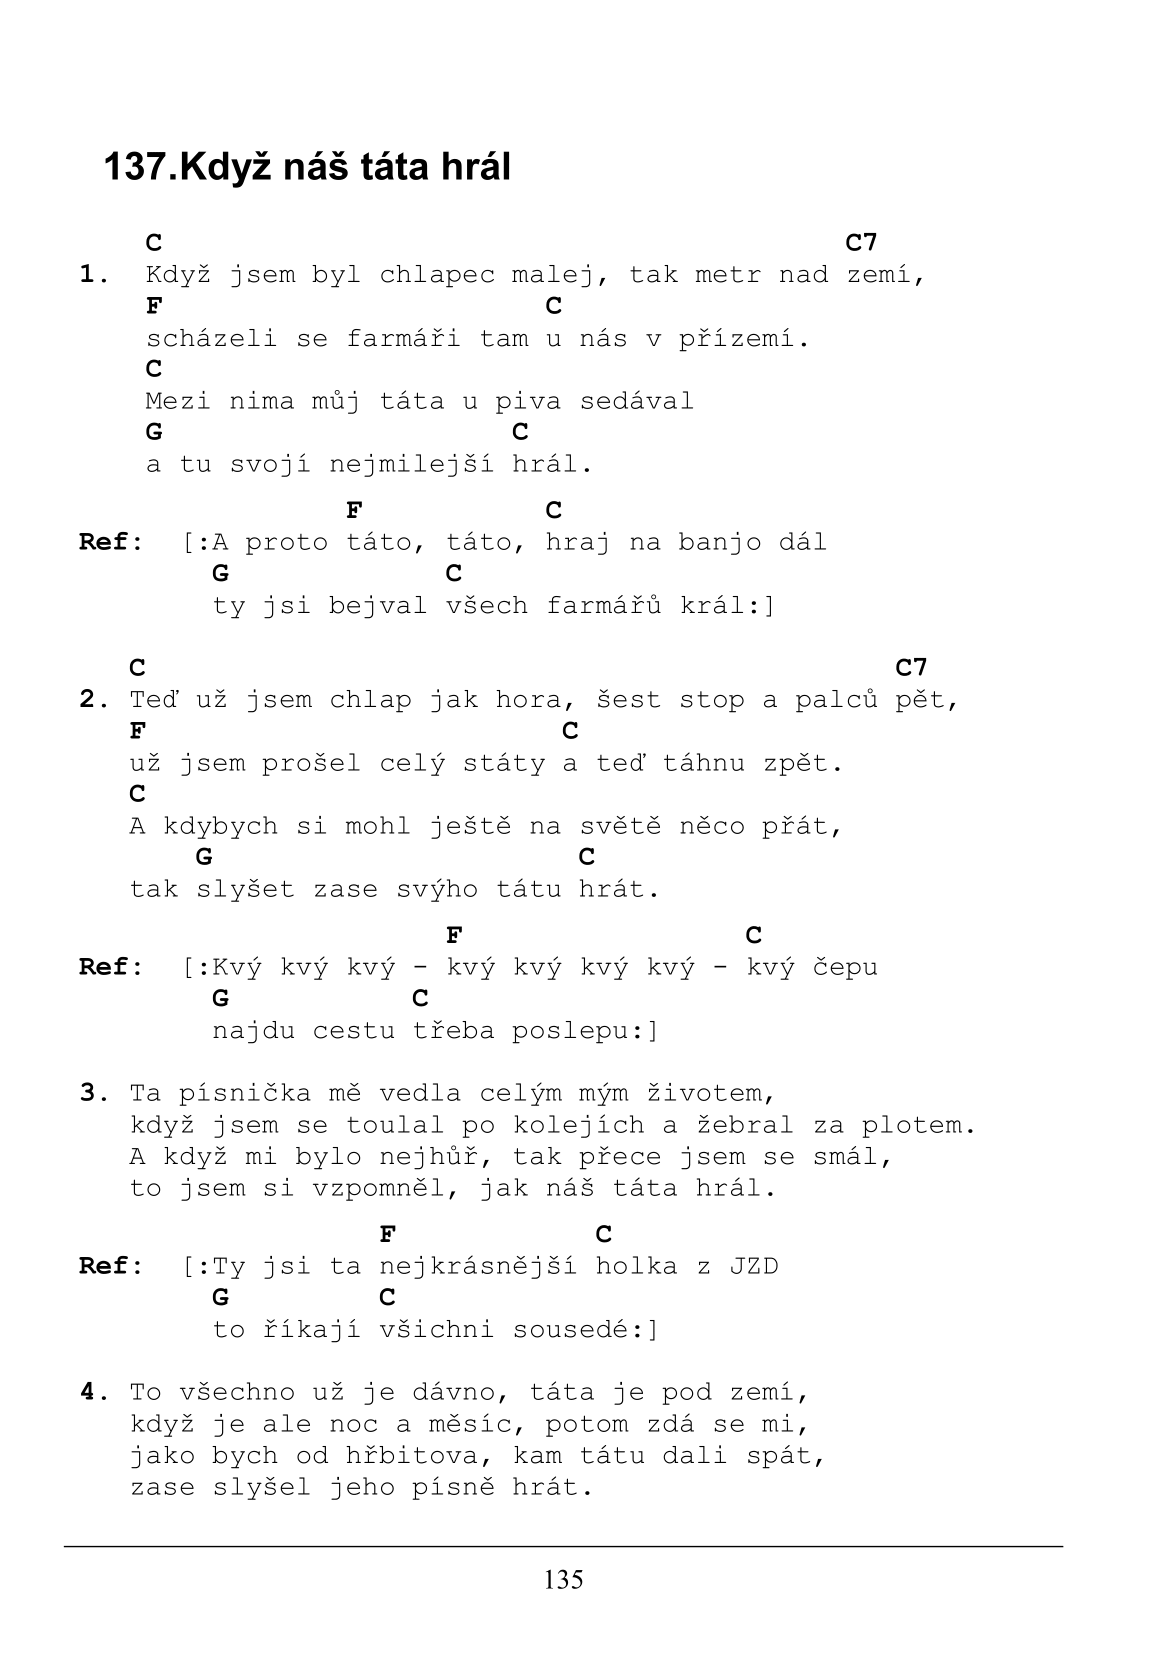 137.Když náš táta hrál
C C7
1. Když jsem byl chlapec malej, tak metr nad zemí,
F C
scházeli se farmáři tam u nás v přízemí.
C
Mezi nima můj táta u piva sedával
G C
a tu svojí nejmilejší hrál.
F C
Ref: [:A proto táto, táto, hraj na banjo dál
G C
ty jsi bejval všech farmářů král:]
C C7
2. Teď už jsem chlap jak hora, šest stop a palců pět,
F C
už jsem prošel celý státy a teď táhnu zpět.
C
A kdybych si mohl ještě na světě něco přát,
G C
tak slyšet zase svýho tátu hrát.
F C
Ref: [:Kvý kvý kvý - kvý kvý kvý kvý - kvý čepu
G C
najdu cestu třeba poslepu:]
3. Ta písnička mě vedla celým mým životem,
když jsem se toulal po kolejích a žebral za plotem.
A když mi bylo nejhůř, tak přece jsem se smál,
to jsem si vzpomněl, jak náš táta hrál.
F C
Ref: [:Ty jsi ta nejkrásnější holka z JZD
G C
to říkají všichni sousedé:]
4. To všechno už je dávno, táta je pod zemí,
když je ale noc a měsíc, potom zdá se mi,
jako bych od hřbitova, kam tátu dali spát,
zase slyšel jeho písně hrát.
135